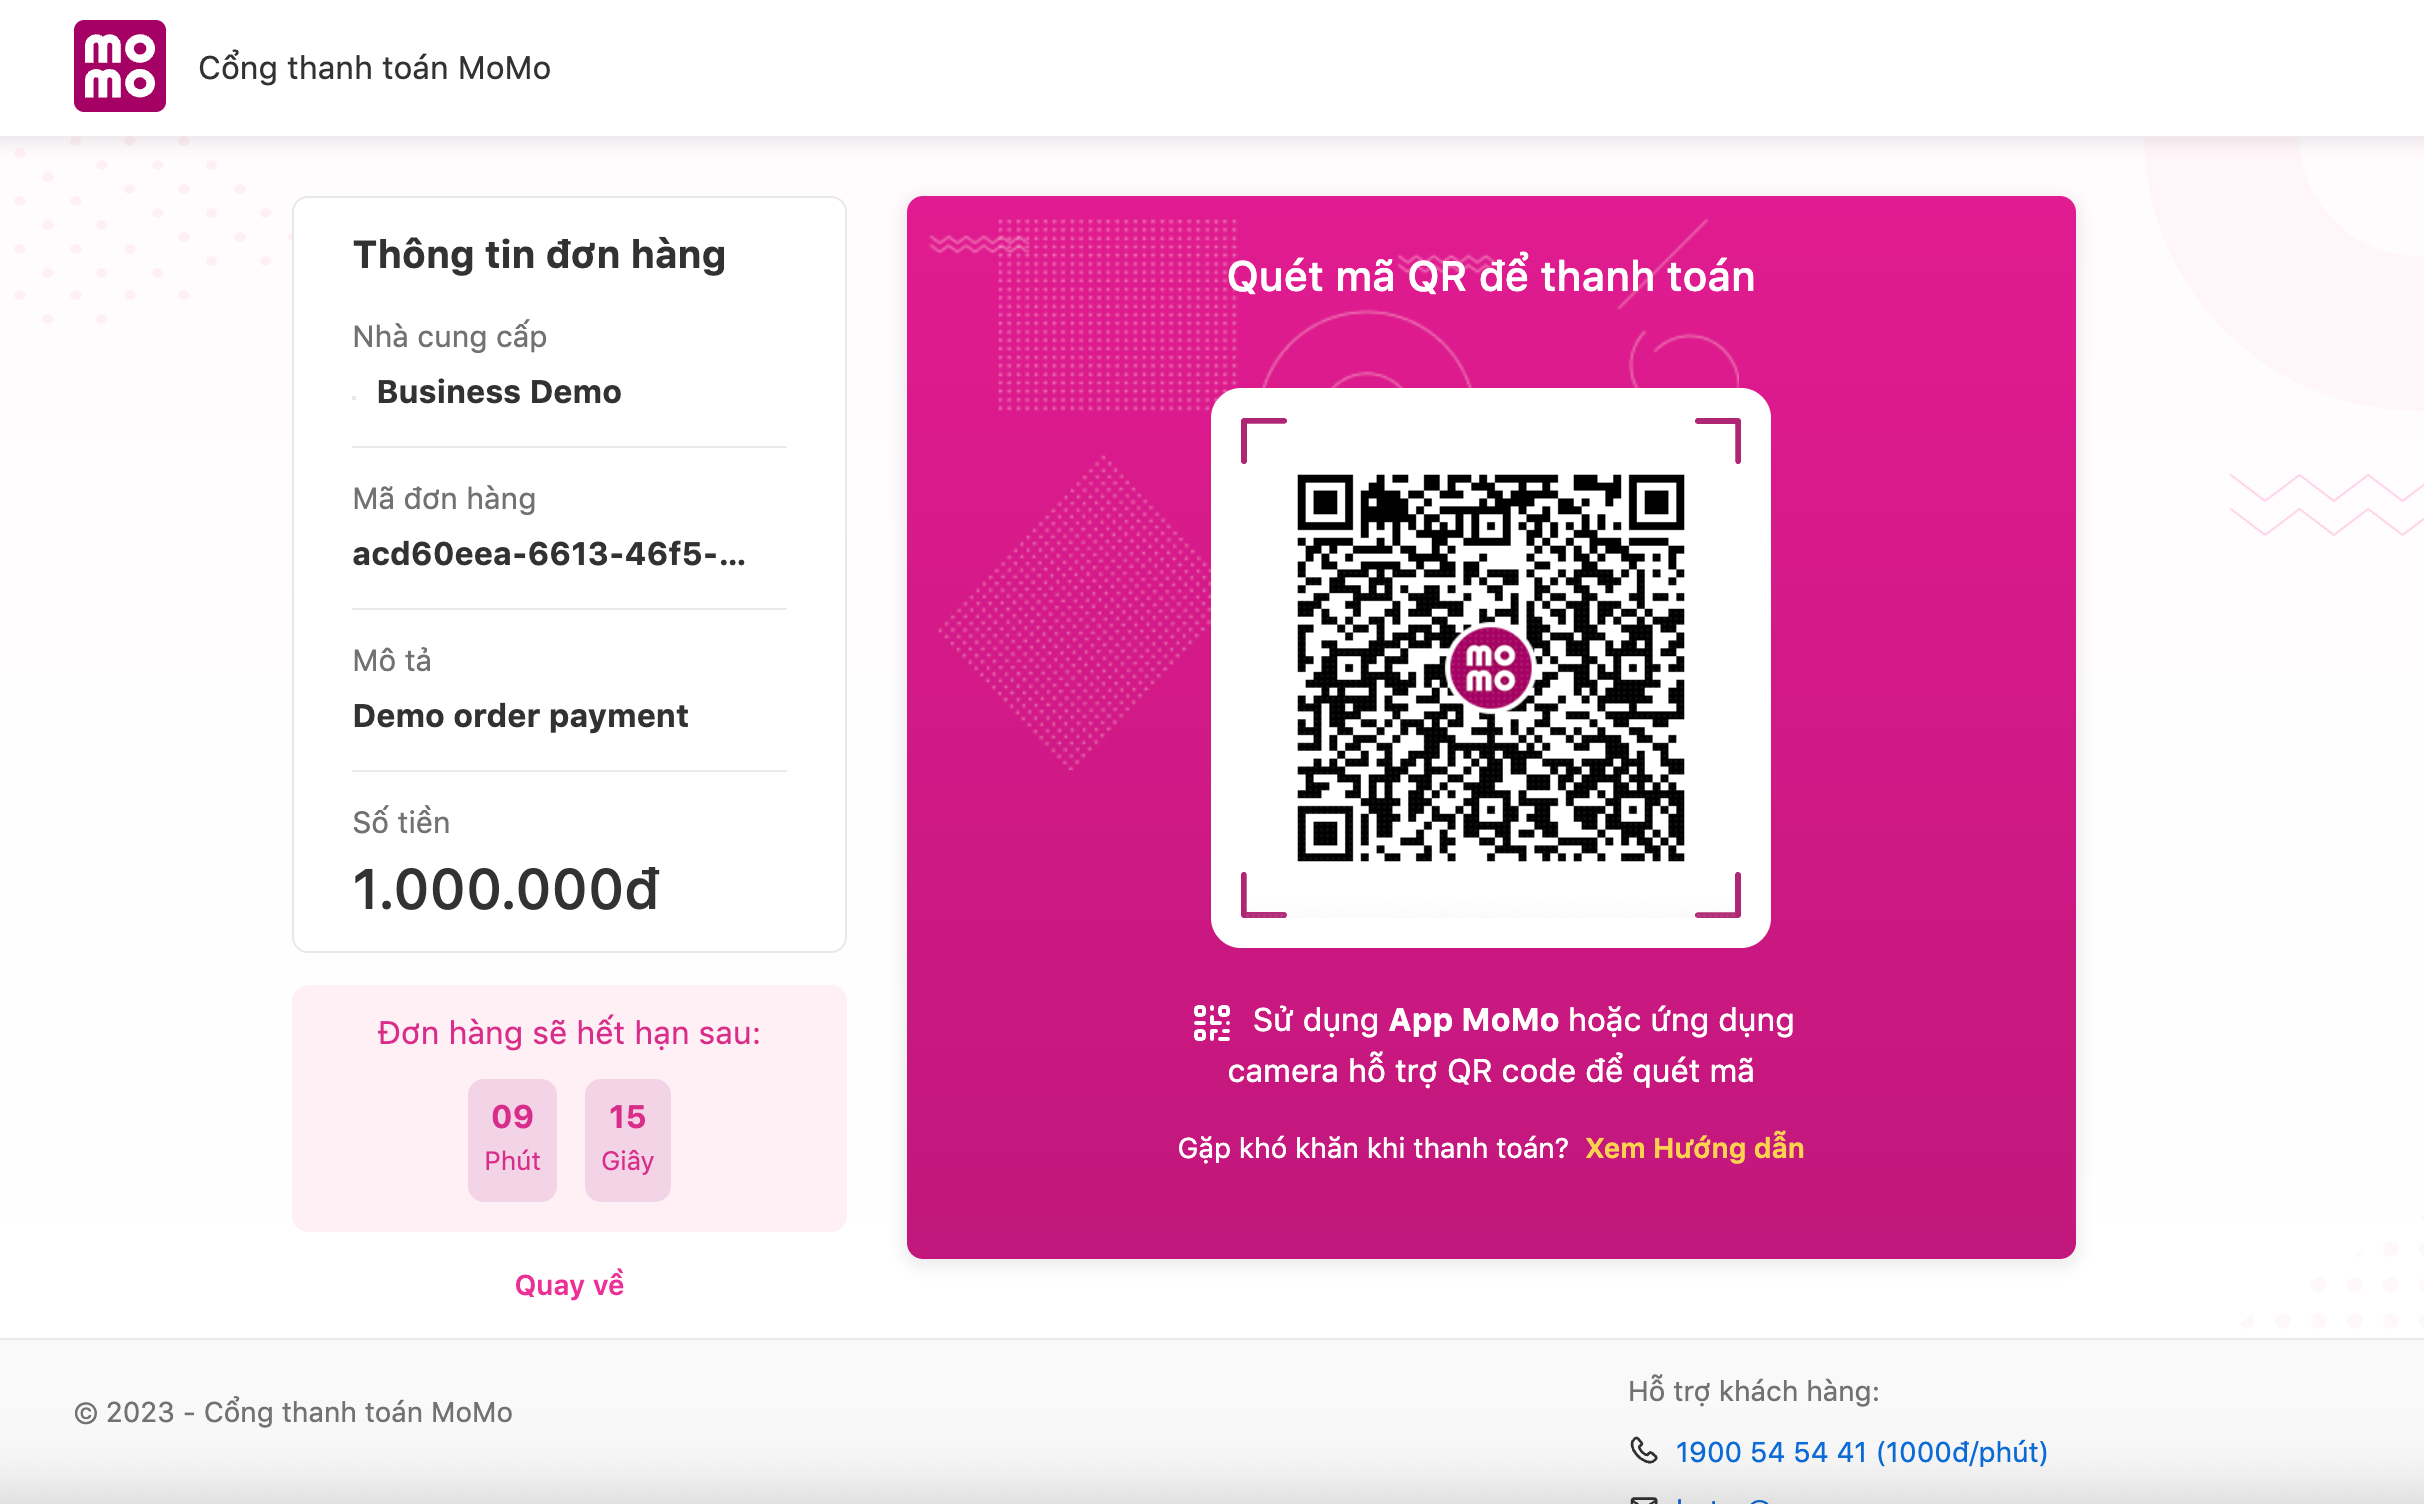 mo
mo
Cổng thanh toán MoMo
Thông tin đơn hàng
Nhà cung cấp
Business Demo
Mã đơn hàng
acd60eea-6613-46f5-...
Mô tả
Demo order payment
Số tiền
1.000.000đ
Đơn hàng sẽ hết hạn sau:
09
Phút
15
Giây
Quay về
Quét mã QR để thanh toán
mo
mo
Sử dụng App MoMo hoặc ứng dụng
camera hỗ trợ QR code để quét mã
Gặp khó khăn khi thanh toán? Xem Hướng dẫn
© 2023 - Cổng thanh toán MoMo
Hỗ trợ khách hàng:
1900 54 54 41 (1000đ/phút)